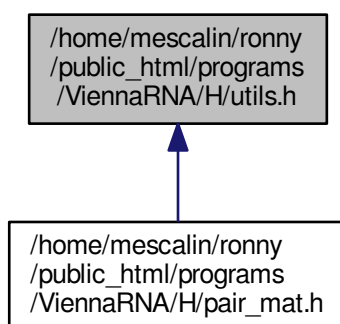 /home/mescalin/ronny
/public_html/programs
/ViennaRNA/H/utils.h
/home/mescalin/ronny
/public_html/programs
/ViennaRNA/H/pair_mat.h